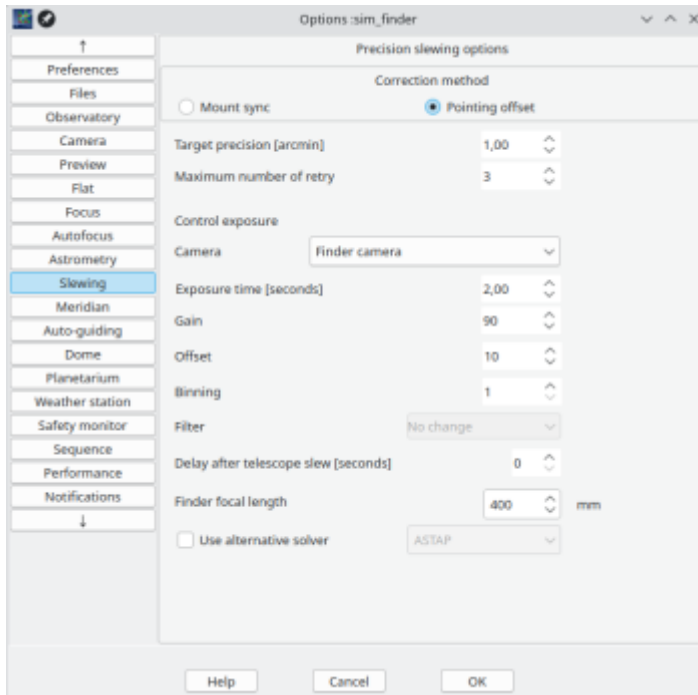 Options :sim_finder
↑
Preferences
Files
Observatory
Camera
Preview
Flat
Focus
Autofocus
Astrometry
Slewing
Meridian
Auto-guiding
Dome
Planetarium
Weather station
Safety monitor
Sequence
Performance
Notifications
↓
Precision slewing options
Correction method
Mount sync Pointing offset
Target precision [arcmin] 1,00
Maximum number of retry 3
Control exposure
Camera Finder camera
Exposure time [seconds] 2,00
Gain 90
Offset 10
Binning 1
Filter No change
Delay after telescope slew [seconds] 0
Finder focal length 400 mm
Use alternative solver ASTAP
Help Cancel OK